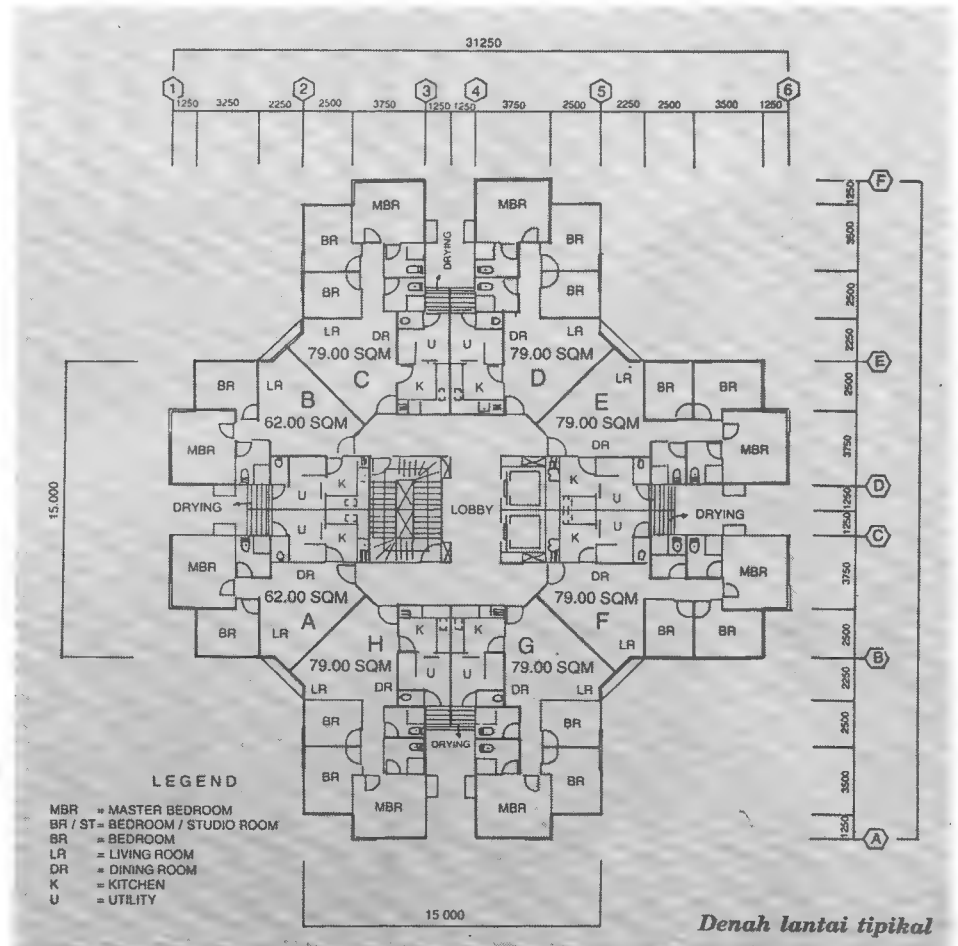 31250
1 2 3 4 5 6
1250 3250 2250 2500 3750 1250 1250 3750 2500 2250 2500 3500 1250
F
1250
MBR MBR
3500
BR DRYING BR
2500
BR BR
LR DR DR LR
2250
79.00 SQM U U 79.00 SQM
C K K D
E
BR LR LR BR BR
2500
B E
62.00 SQM 79.00 SQM
15.000
MBR DR MBR
3750
K U
U
D
DRYING LOBBY DRYING
1250
C
1250
U K K U
MBR DR DR MBR
3750
62.00 SQM 79.00 SQM
A F
BR LR LR BR BR
2500
H K K G
B
79.00 SQM U U 79.00 SQM
2250
LR DR DR LR
BR BR
2500
DRYING
BR BR
3500
MBR MBR
1250
A
LEGEND
MBR = MASTER BEDROOM
BR / ST = BEDROOM / STUDIO ROOM
BR = BEDROOM
LR = LIVING ROOM
DR = DINING ROOM
K = KITCHEN
U = UTILITY
15 000
Denah lantai tipikal